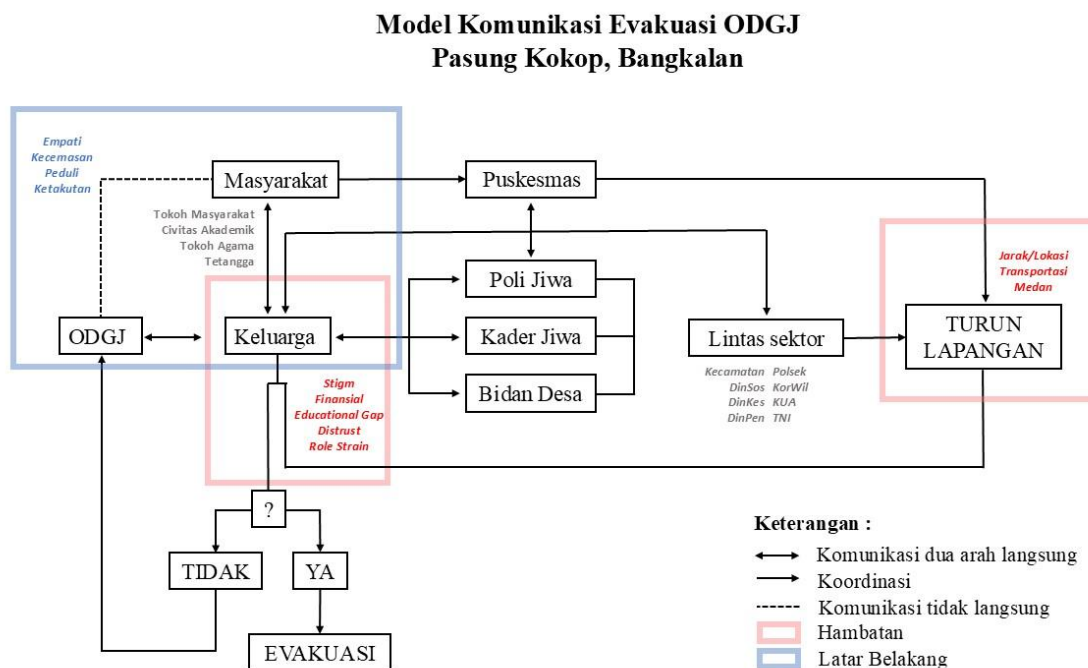 Model Komunikasi Evakuasi ODGJ
Pasung Kokop, Bangkalan
Empati
Kecemasan
Peduli
Ketakutan
Masyarakat
Puskesmas
Tokoh Masyarakat
Civitas Akademik
Tokoh Agama
Tetangga
Jarak/Lokasi
Transportasi
Medan
Poli Jiwa
ODGJ
Keluarga
Kader Jiwa
Lintas sektor
TURUN
LAPANGAN
Bidan Desa
Kecamatan Polsek
DinSos KorWil
DinKes KUA
DinPen TNI
Stigm
Finansial
Educational Gap
Distrust
Role Strain
?
TIDAK
YA
EVAKUASI
Keterangan :
Komunikasi dua arah langsung
Koordinasi
Komunikasi tidak langsung
Hambatan
Latar Belakang